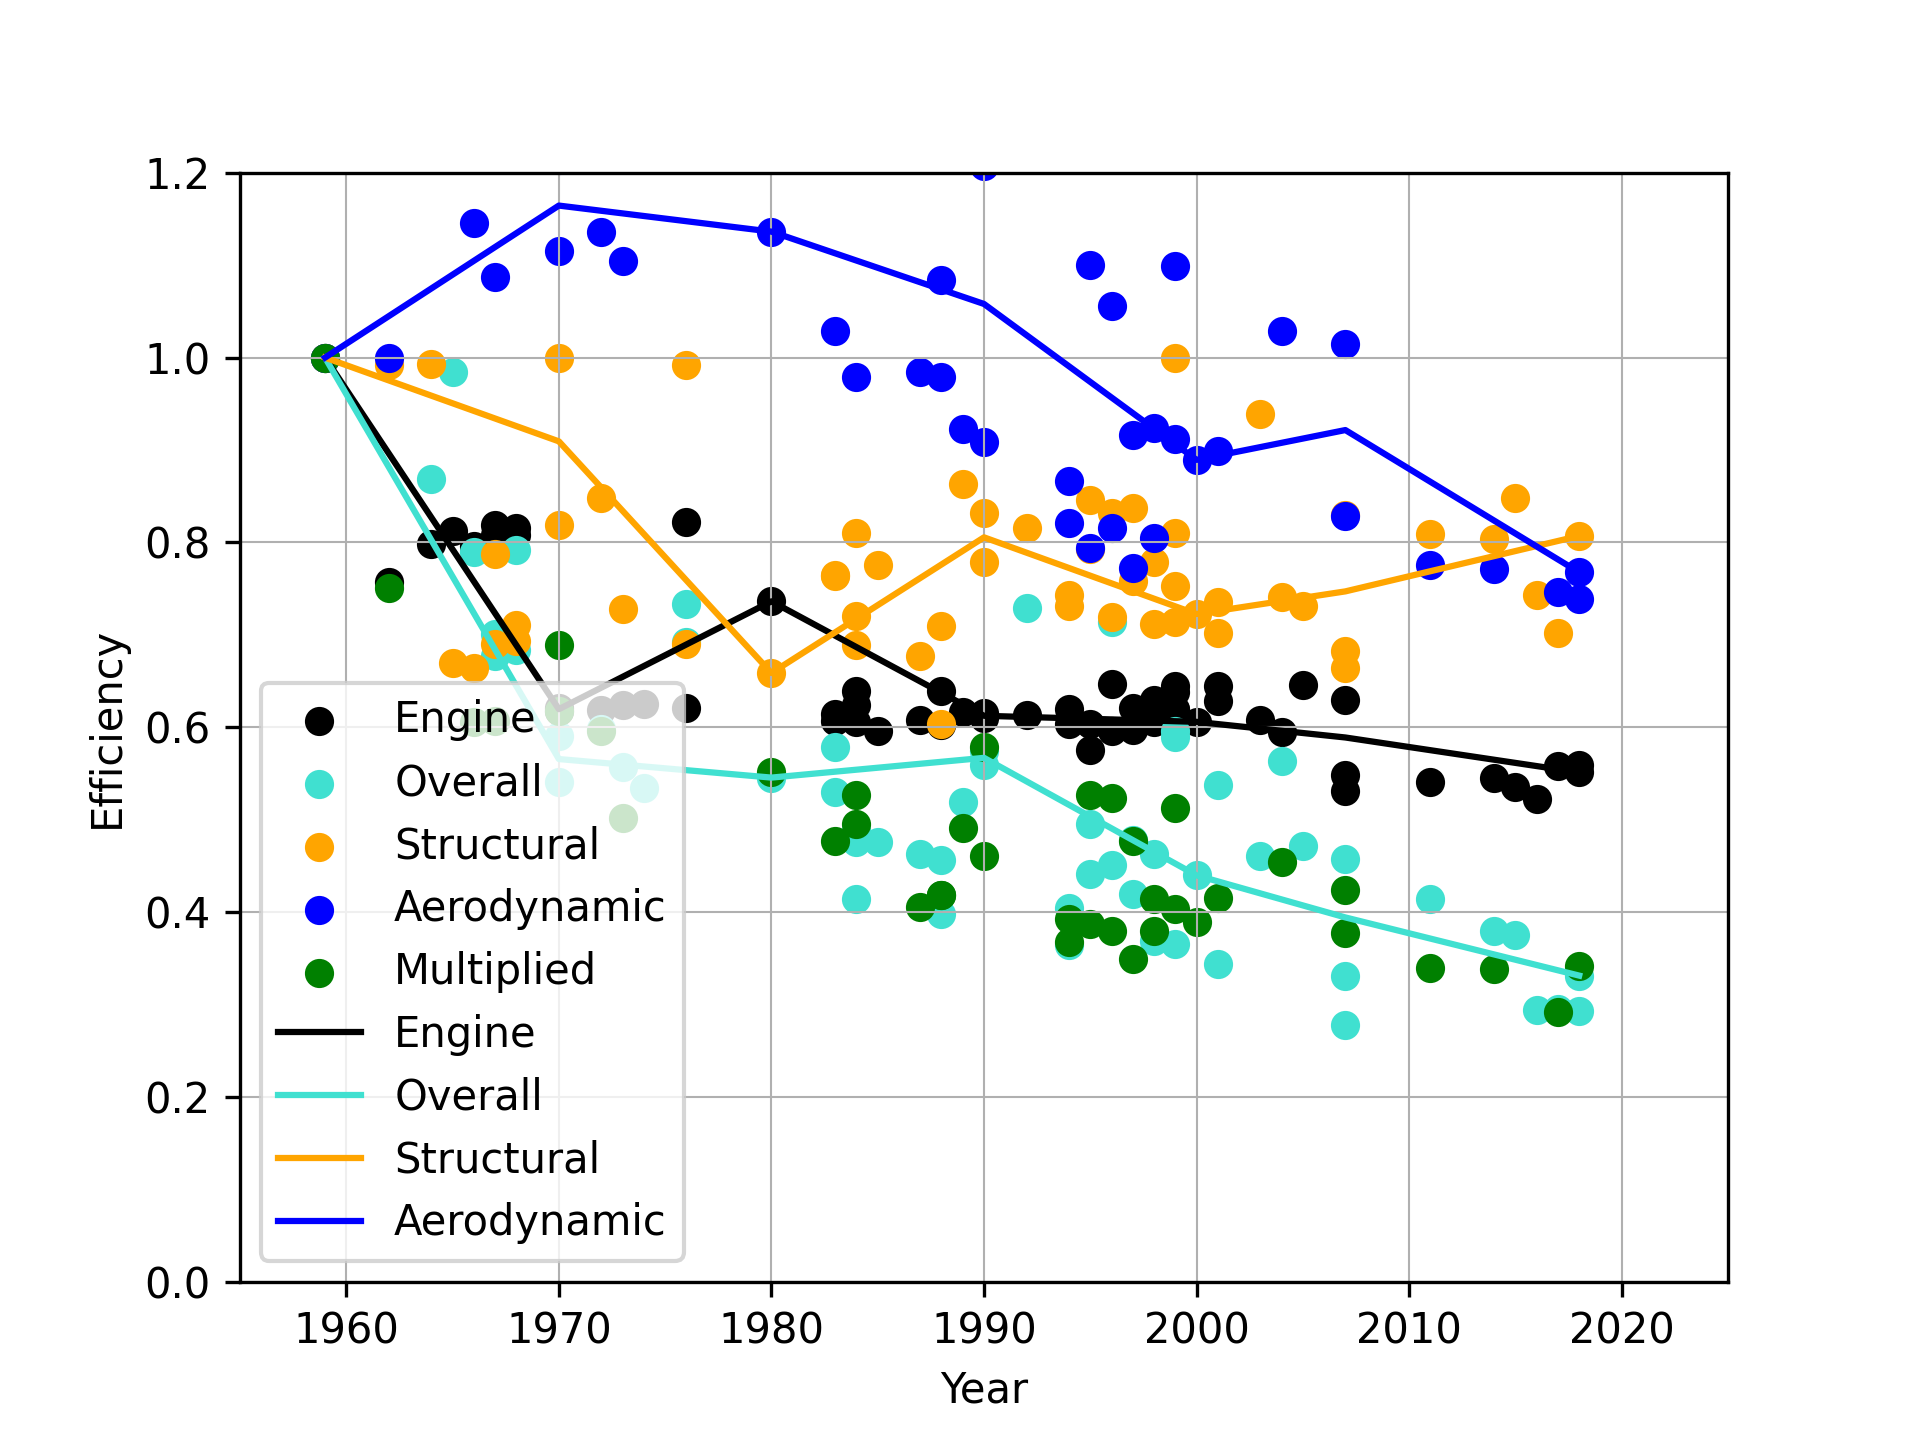 1.2
1.0
0.8
0.6
0.4
0.2
0.0
Efficiency
Engine
Overall
Structural
Aerodynamic
Multiplied
Engine
Overall
Structural
Aerodynamic
1960 1970 1980 1990 2000 2010 2020
Year